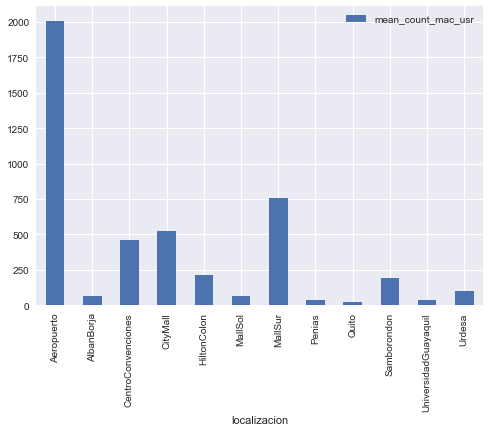 mean_count_mac_usr
2000
1750
1500
1250
1000
750
500
250
0
Aeropuerto
AlbanBorja
CentroConvenciones
CityMall
HiltonColon
MallSol
MallSur
Penias
Quito
Samborondon
UniversidadGuayaquil
Urdesa
localizacion